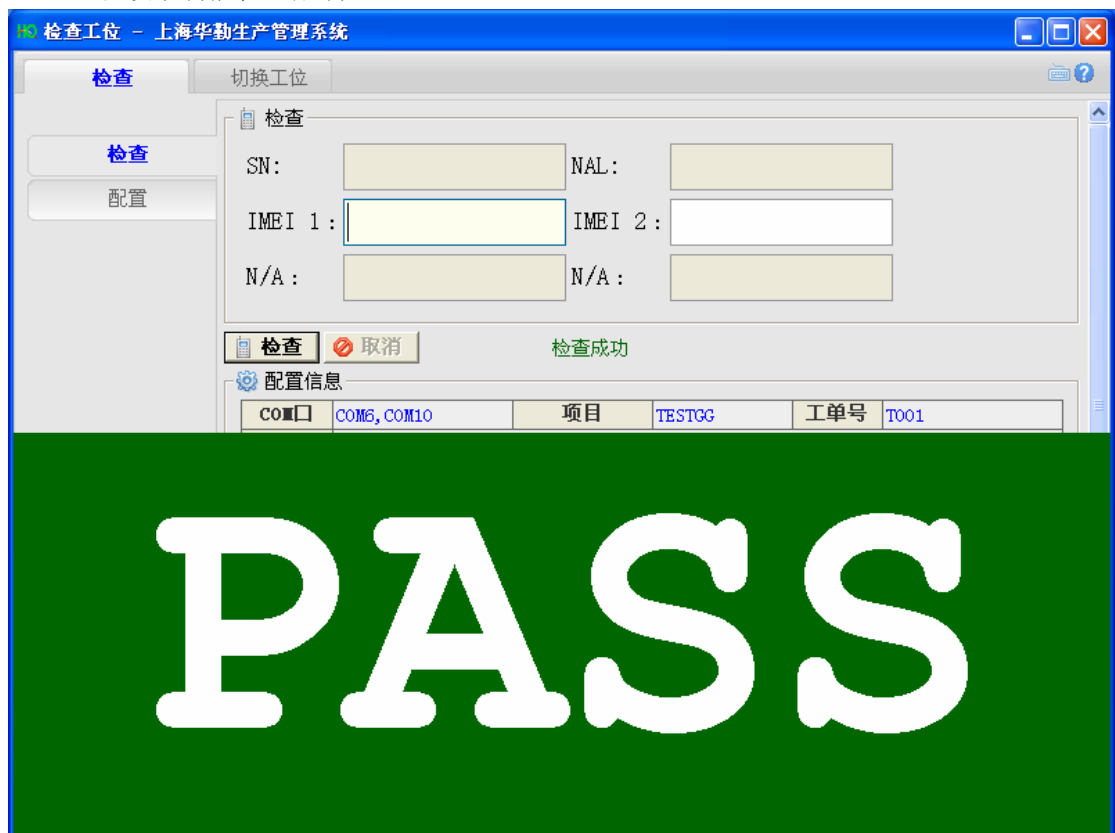 检查工位 - 上海华勤生产管理系统
检查 切换工位
检查
配置
检查
SN: NAL:
IMEI 1: IMEI 2:
N/A: N/A:
检查 取消 检查成功
配置信息
COM口 COM6,COM10 项目 TESTGG 工单号 T001
PASS